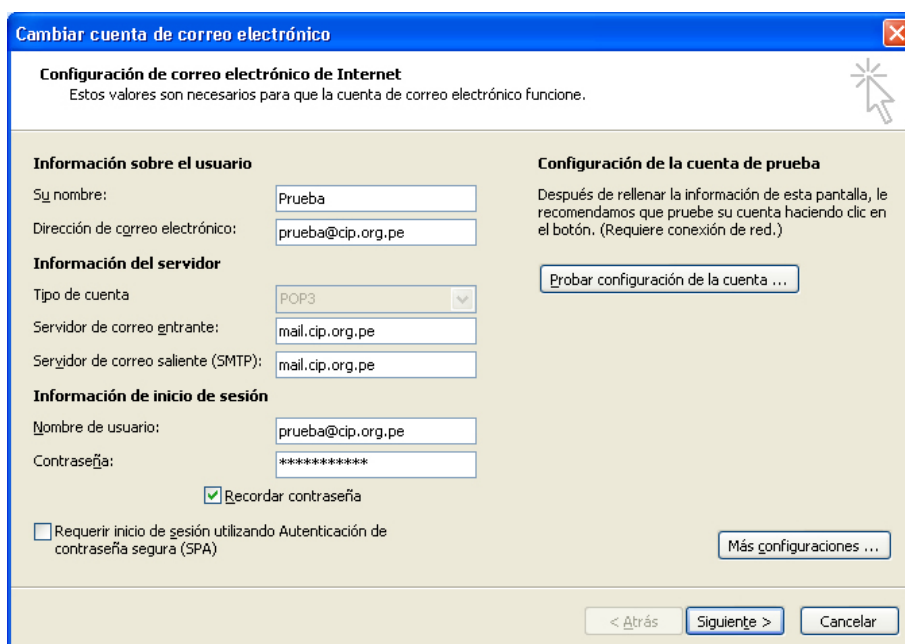 Cambiar cuenta de correo electrónico
Configuración de correo electrónico de Internet
Estos valores son necesarios para que la cuenta de correo electrónico funcione.
Información sobre el usuario
Su nombre:
Prueba
Dirección de correo electrónico:
prueba@cip.org.pe
Información del servidor
Tipo de cuenta
POP3
Servidor de correo entrante:
mail.cip.org.pe
Servidor de correo saliente (SMTP):
mail.cip.org.pe
Información de inicio de sesión
Nombre de usuario:
prueba@cip.org.pe
Contraseña:
***********
Recordar contraseña
Requerir inicio de sesión utilizando Autenticación de
contraseña segura (SPA)
Configuración de la cuenta de prueba
Después de rellenar la información de esta pantalla, le
recomendamos que pruebe su cuenta haciendo clic en
el botón. (Requiere conexión de red.)
Probar configuración de la cuenta ...
Más configuraciones ...
< Atrás
Siguiente >
Cancelar